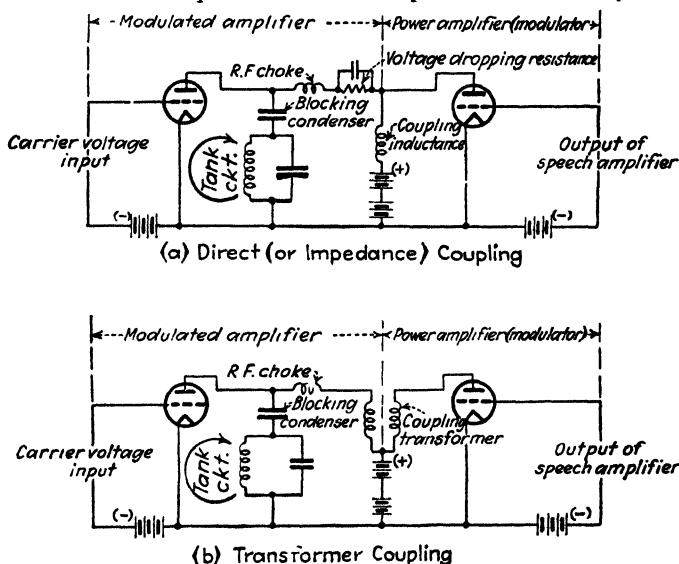 Modulated amplifier
Power amplifier (modulator)
Voltage dropping resistance
R.F. choke
Blocking
condenser
Coupling
inductance
(+)
Carrier voltage
input
Tank
ckt.
Output of
speech amplifier
(-)
(-)
(a) Direct (or Impedance) Coupling
Modulated amplifier
Power amplifier (modulator)
R.F. choke
Blocking
condenser
Coupling
transformer
(+)
Carrier voltage
input
Tank
ckt.
Output of
speech amplifier
(-)
(-)
(b) Transformer Coupling